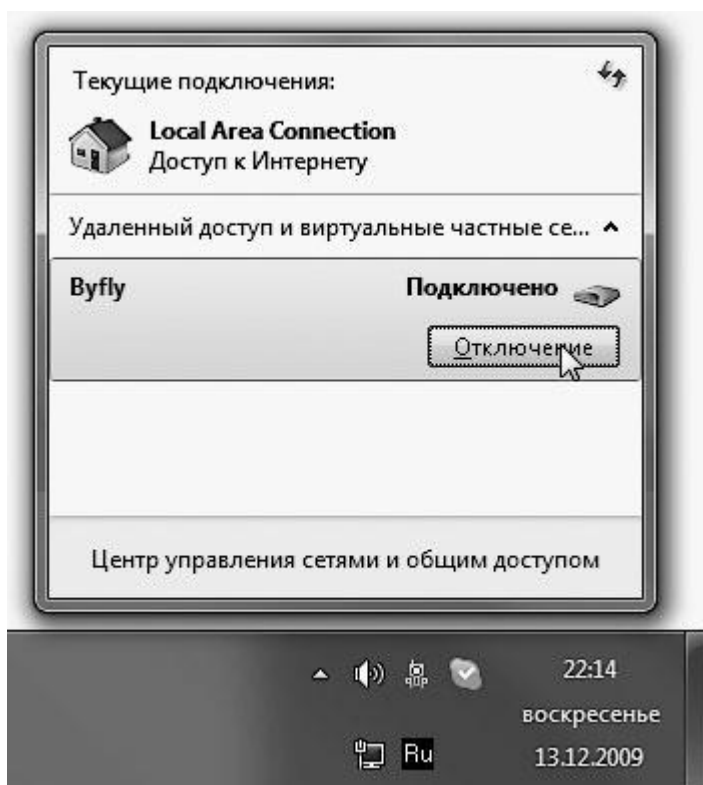 Текущие подключения:
Local Area Connection
Доступ к Интернету
Удаленный доступ и виртуальные частные се...
Byfly Подключено
Отключение
Центр управления сетями и общим доступом
22:14
воскресенье
Ru 13.12.2009